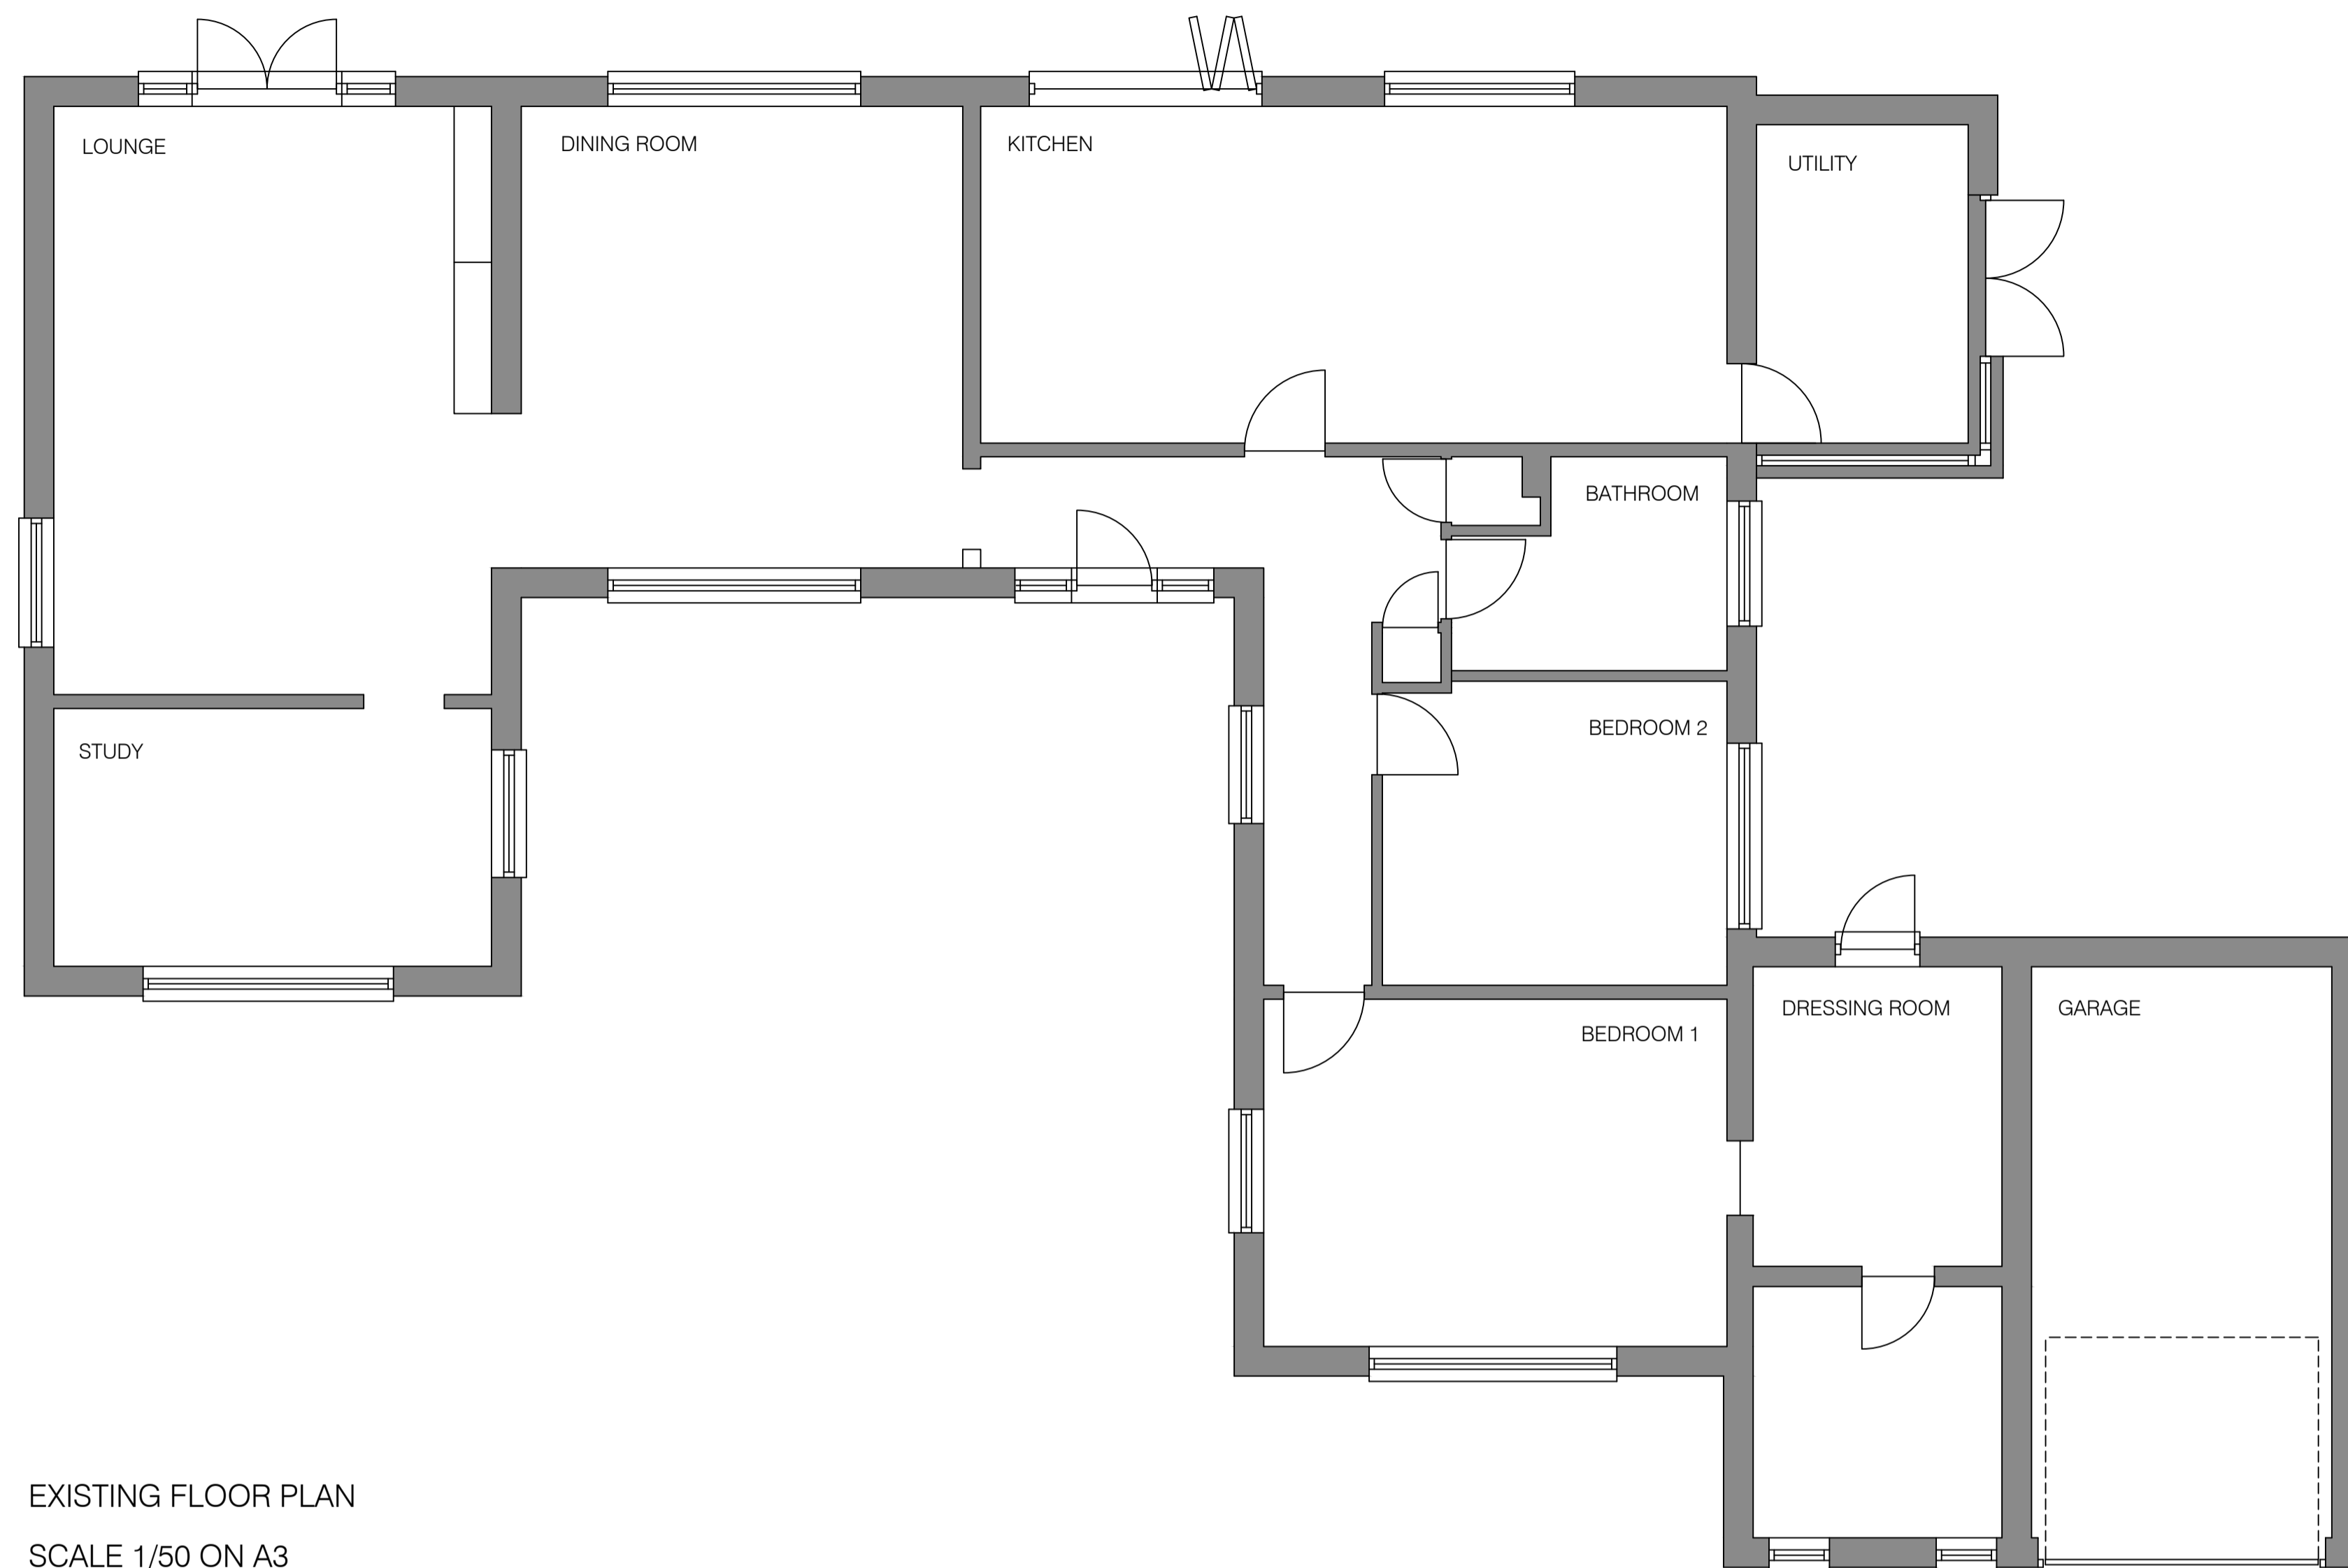 LOUNGE
DINING ROOM
KITCHEN
UTILITY
BATHROOM
BEDROOM 2
STUDY
DRESSING ROOM
GARAGE
BEDROOM 1
EXISTING FLOOR PLAN
SCALE 1/50 ON A3